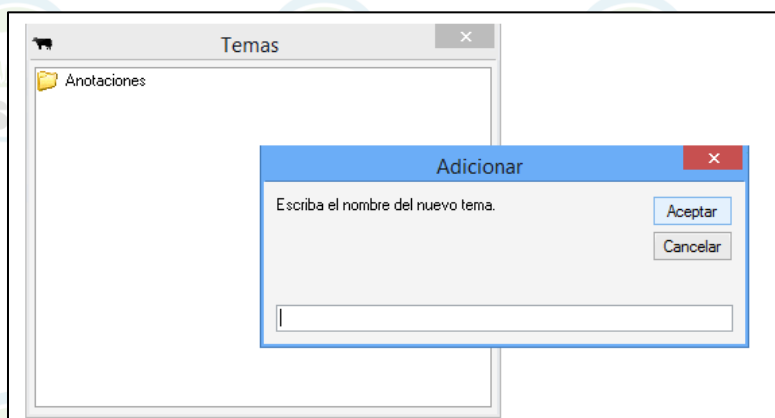 Temas
Anotaciones
Adicionar
Escriba el nombre del nuevo tema.
Aceptar
Cancelar